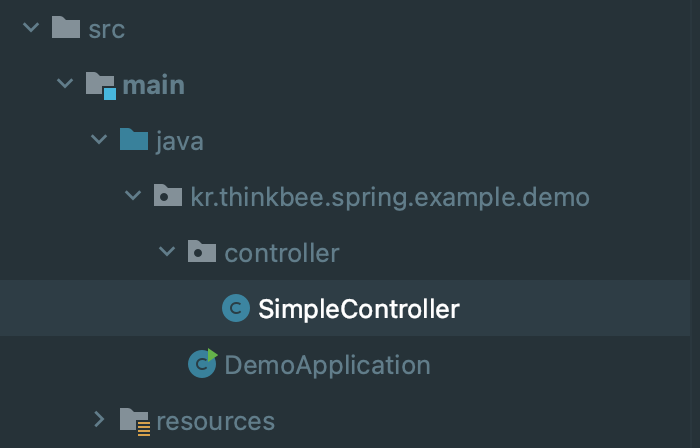 src
main
java
kr.thinkbee.spring.example.demo
controller
C SimpleController
C DemoApplication
resources